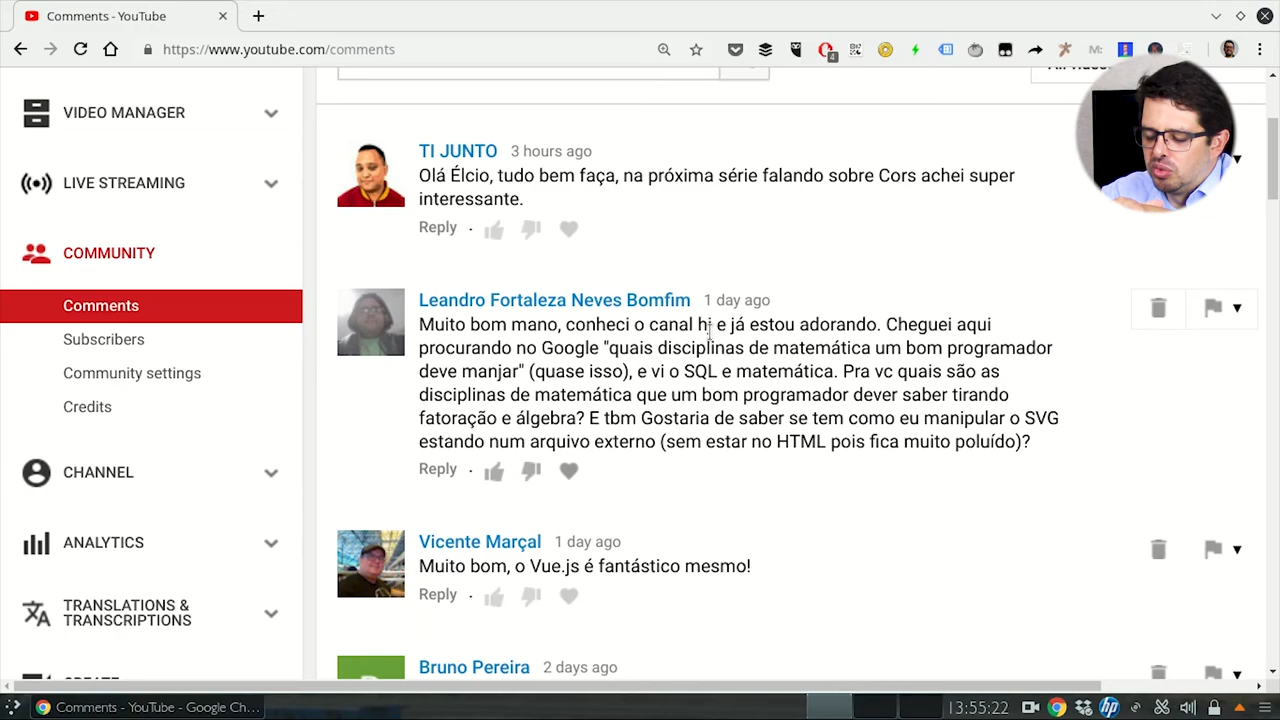 Comments - YouTube
https://www.youtube.com/comments
4
M:
VIDEO MANAGER
LIVE STREAMING
COMMUNITY
Comments
Subscribers
Community settings
Credits
CHANNEL
ANALYTICS
TRANSLATIONS &
TRANSCRIPTIONS
TI JUNTO 3 hours ago
Olá Élcio, tudo bem faça, na próxima série falando sobre Cors achei super
interessante.
Reply
Leandro Fortaleza Neves Bomfim 1 day ago
Muito bom mano, conheci o canal hj e já estou adorando. Cheguei aqui
procurando no Google "quais disciplinas de matemática um bom programador
deve manjar" (quase isso), e vi o SQL e matemática. Pra vc quais são as
disciplinas de matemática que um bom programador dever saber tirando
fatoração e álgebra? E tbm Gostaria de saber se tem como eu manipular o SVG
estando num arquivo externo (sem estar no HTML pois fica muito poluído)?
Reply
Vicente Marçal 1 day ago
Muito bom, o Vue.js é fantástico mesmo!
Reply
Bruno Pereira 2 days ago
Comments - YouTube - Google Ch...
13:55:22